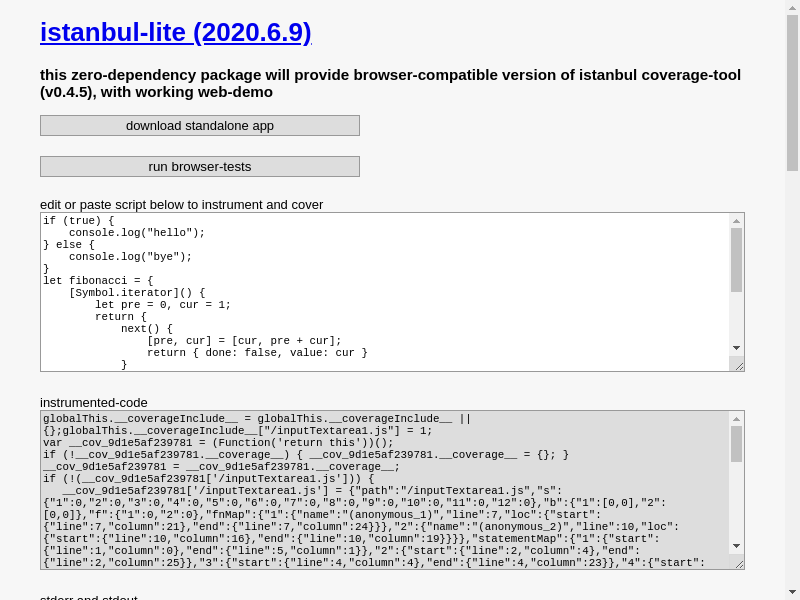 istanbul-lite (2020.6.9)
this zero-dependency package will provide browser-compatible version of istanbul coverage-tool
(v0.4.5), with working web-demo
download standalone app
run browser-tests
edit or paste script below to instrument and cover
if (true) {
    console.log("hello");
} else {
    console.log("bye");
}
let fibonacci = {
    [Symbol.iterator]() {
        let pre = 0, cur = 1;
        return {
            next() {
                [pre, cur] = [cur, pre + cur];
                return { done: false, value: cur }
            }
instrumented-code
globalThis.__coverageInclude__ = globalThis.__coverageInclude__ ||
{};globalThis.__coverageInclude__["/inputTextarea1.js"] = 1;
var __cov_9d1e5af239781 = (Function('return this'))();
if (!__cov_9d1e5af239781.__coverage__) { __cov_9d1e5af239781.__coverage__ = {}; }
__cov_9d1e5af239781 = __cov_9d1e5af239781.__coverage__;
if (!(__cov_9d1e5af239781['/inputTextarea1.js'])) {
   __cov_9d1e5af239781['/inputTextarea1.js'] = {"path":"/inputTextarea1.js","s":
{"1":0,"2":0,"3":0,"4":0,"5":0,"6":0,"7":0,"8":0,"9":0,"10":0,"11":0,"12":0},"b":{"1":[0,0],"2":
[0,0]},"f":{"1":0,"2":0},"fnMap":{"1":{"name":"(anonymous_1)","line":7,"loc":{"start":
{"line":7,"column":21},"end":{"line":7,"column":24}}},"2":{"name":"(anonymous_2)","line":10,"loc":
{"start":{"line":10,"column":16},"end":{"line":10,"column":19}}}},"statementMap":{"1":{"start":
{"line":1,"column":0},"end":{"line":5,"column":1}},"2":{"start":{"line":2,"column":4},"end":
{"line":2,"column":25}},"3":{"start":{"line":4,"column":4},"end":{"line":4,"column":23}},"4":{"start":
stderr and stdout